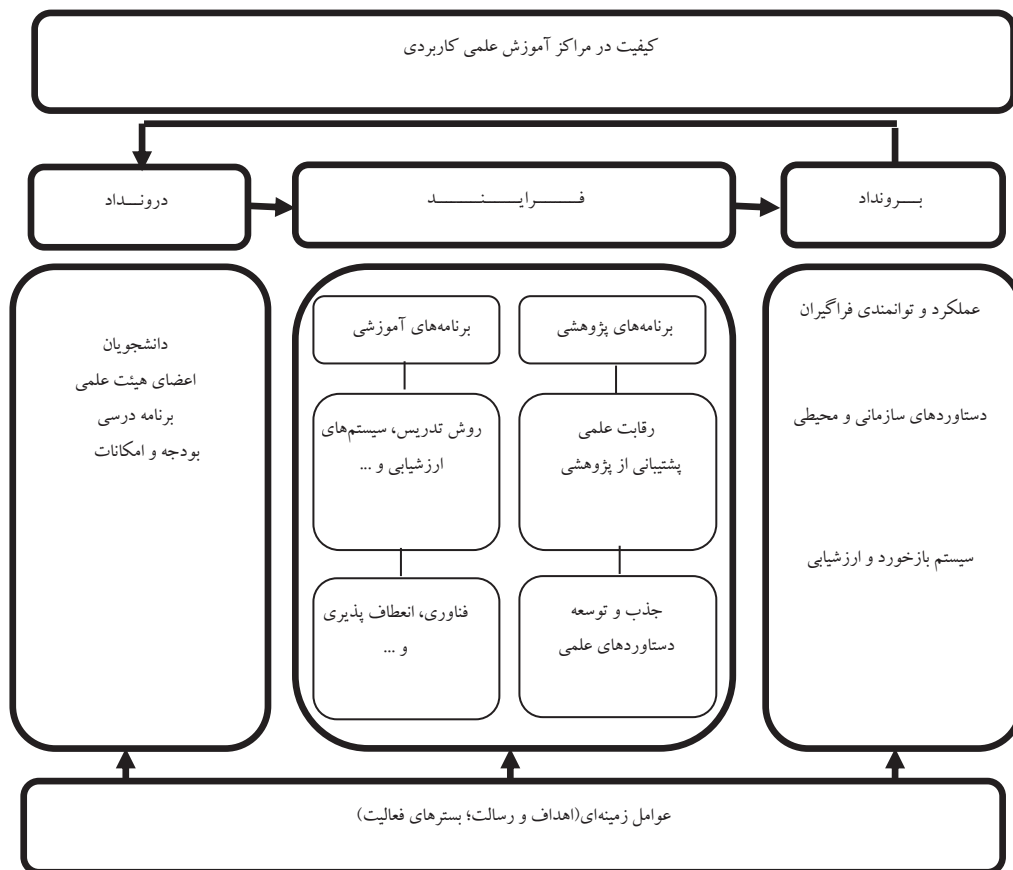 کیفیت در مراکز آموزش علمی کاربردی
درونـــداد
فـــــرایـــــنـــــــد
بــــرونداد
دانشجویان
اعضای هیئت علمی
برنامه درسی
بودجه و امکانات
برنامه‌های آموزشی
روش تدریس، سیستم‌های
ارزشیابی و ...
فناوری، انعطاف پذیری
و ...
برنامه‌های پژوهشی
رقابت علمی
پشتیبانی از پژوهشی
جذب و توسعه
دستاوردهای علمی
عملکرد و توانمندی فراگیران
دستاوردهای سازمانی و محیطی
سیستم بازخورد و ارزشیابی
عوامل زمینه‌ای(اهداف و رسالت؛ بسترهای فعالیت)